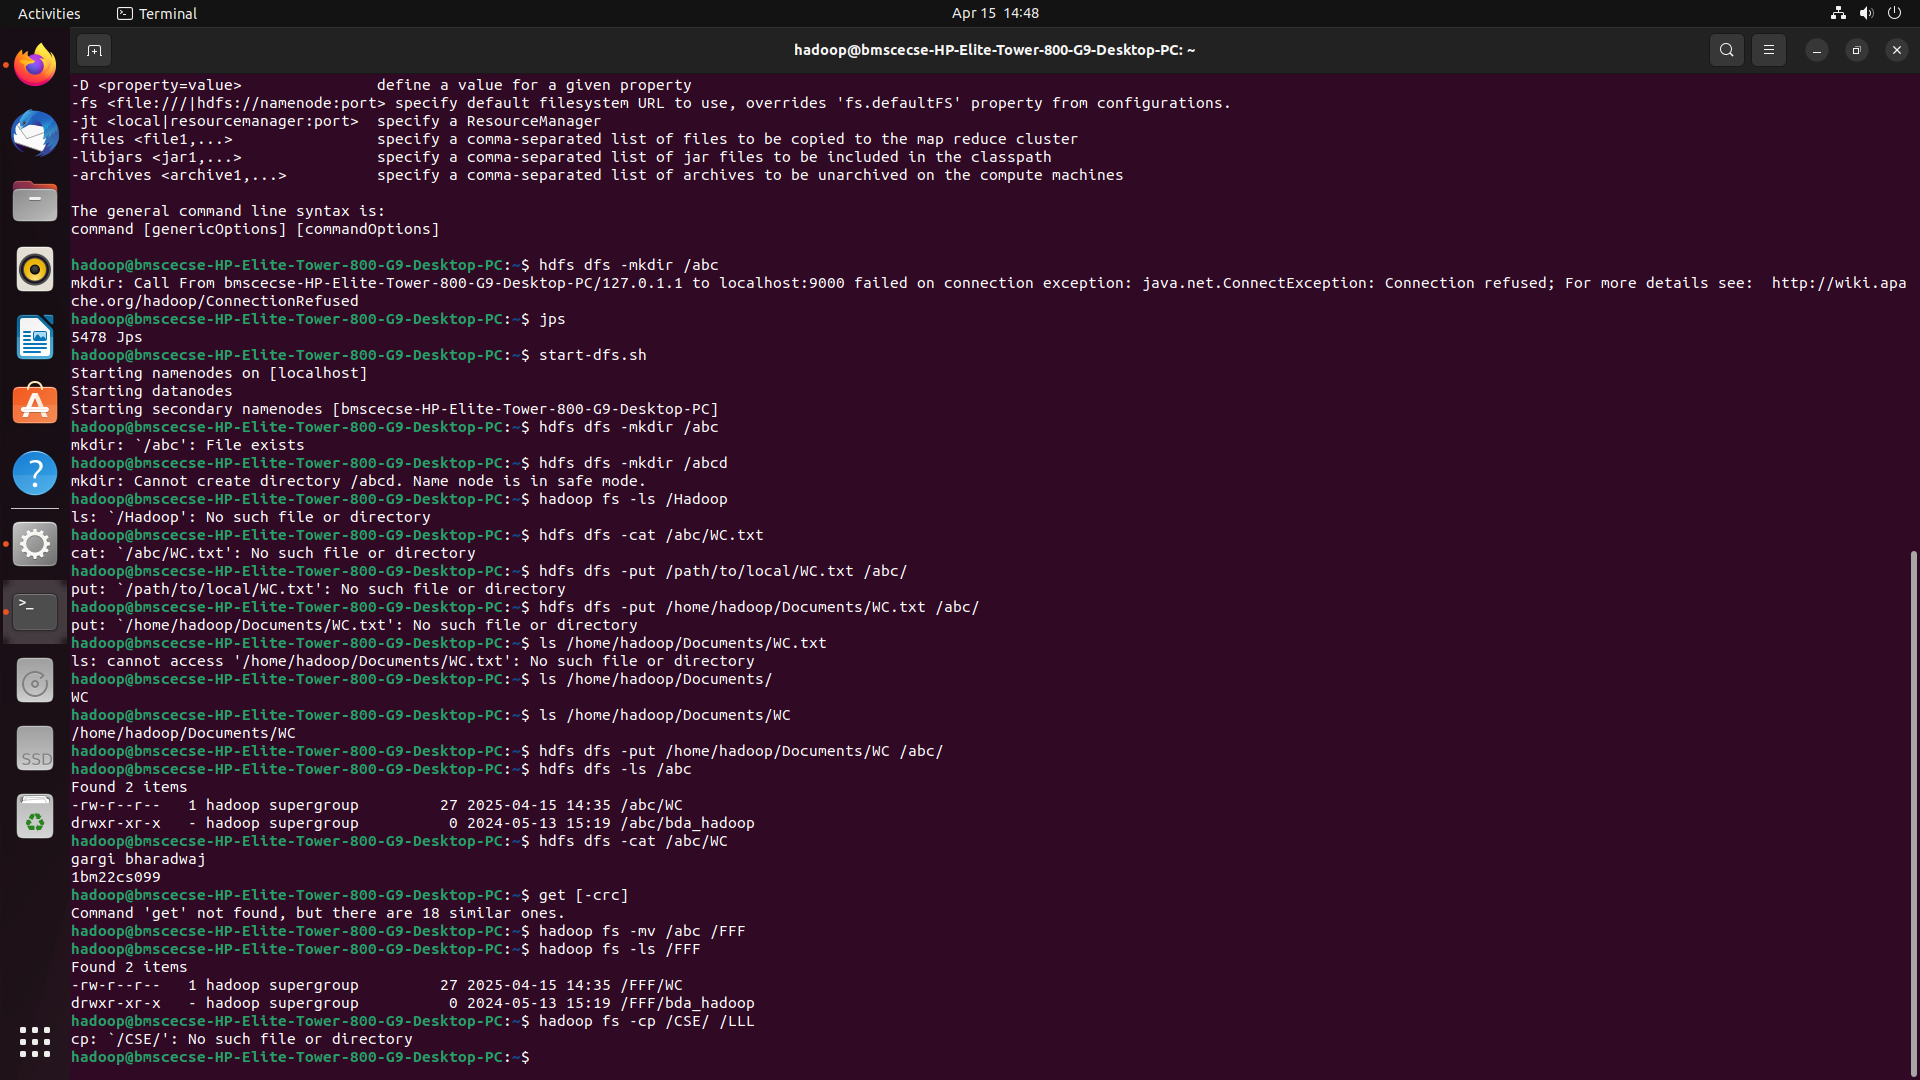 Activities
Terminal
Apr 15 14:48
hadoop@bmscecse-HP-Elite-Tower-800-G9-Desktop-PC: ~
-D <property=value>               define a value for a given property
-fs <file:///|hdfs://namenode:port> specify default filesystem URL to use, overrides 'fs.defaultFS' property from configurations.
-jt <local|resourcemanager:port>  specify a ResourceManager
-files <file1,...>                specify a comma-separated list of files to be copied to the map reduce cluster
-libjars <jar1,...>               specify a comma-separated list of jar files to be included in the classpath
-archives <archive1,...>          specify a comma-separated list of archives to be unarchived on the compute machines
The general command line syntax is:
command [genericOptions] [commandOptions]
hadoop@bmscecse-HP-Elite-Tower-800-G9-Desktop-PC:~$ hdfs dfs -mkdir /abc
mkdir: Call From bmscecse-HP-Elite-Tower-800-G9-Desktop-PC/127.0.1.1 to localhost:9000 failed on connection exception: java.net.ConnectException: Connection refused; For more details see:  http://wiki.apa
che.org/hadoop/ConnectionRefused
hadoop@bmscecse-HP-Elite-Tower-800-G9-Desktop-PC:~$ jps
5478 Jps
hadoop@bmscecse-HP-Elite-Tower-800-G9-Desktop-PC:~$ start-dfs.sh
Starting namenodes on [localhost]
Starting datanodes
Starting secondary namenodes [bmscecse-HP-Elite-Tower-800-G9-Desktop-PC]
hadoop@bmscecse-HP-Elite-Tower-800-G9-Desktop-PC:~$ hdfs dfs -mkdir /abc
mkdir: `/abc': File exists
hadoop@bmscecse-HP-Elite-Tower-800-G9-Desktop-PC:~$ hdfs dfs -mkdir /abcd
mkdir: Cannot create directory /abcd. Name node is in safe mode.
hadoop@bmscecse-HP-Elite-Tower-800-G9-Desktop-PC:~$ hadoop fs -ls /Hadoop
ls: `/Hadoop': No such file or directory
hadoop@bmscecse-HP-Elite-Tower-800-G9-Desktop-PC:~$ hdfs dfs -cat /abc/WC.txt
cat: `/abc/WC.txt': No such file or directory
hadoop@bmscecse-HP-Elite-Tower-800-G9-Desktop-PC:~$ hdfs dfs -put /path/to/local/WC.txt /abc/
put: `/path/to/local/WC.txt': No such file or directory
hadoop@bmscecse-HP-Elite-Tower-800-G9-Desktop-PC:~$ hdfs dfs -put /home/hadoop/Documents/WC.txt /abc/
put: `/home/hadoop/Documents/WC.txt': No such file or directory
hadoop@bmscecse-HP-Elite-Tower-800-G9-Desktop-PC:~$ ls /home/hadoop/Documents/WC.txt
ls: cannot access '/home/hadoop/Documents/WC.txt': No such file or directory
hadoop@bmscecse-HP-Elite-Tower-800-G9-Desktop-PC:~$ ls /home/hadoop/Documents/
WC
hadoop@bmscecse-HP-Elite-Tower-800-G9-Desktop-PC:~$ ls /home/hadoop/Documents/WC
/home/hadoop/Documents/WC
hadoop@bmscecse-HP-Elite-Tower-800-G9-Desktop-PC:~$ hdfs dfs -put /home/hadoop/Documents/WC /abc/
hadoop@bmscecse-HP-Elite-Tower-800-G9-Desktop-PC:~$ hdfs dfs -ls /abc
Found 2 items
-rw-r--r--   1 hadoop supergroup         27 2025-04-15 14:35 /abc/WC
drwxr-xr-x   - hadoop supergroup          0 2024-05-13 15:19 /abc/bda_hadoop
hadoop@bmscecse-HP-Elite-Tower-800-G9-Desktop-PC:~$ hdfs dfs -cat /abc/WC
gargi bharadwaj
1bm22cs099
hadoop@bmscecse-HP-Elite-Tower-800-G9-Desktop-PC:~$ get [-crc]
Command 'get' not found, but there are 18 similar ones.
hadoop@bmscecse-HP-Elite-Tower-800-G9-Desktop-PC:~$ hadoop fs -mv /abc /FFF
hadoop@bmscecse-HP-Elite-Tower-800-G9-Desktop-PC:~$ hadoop fs -ls /FFF
Found 2 items
-rw-r--r--   1 hadoop supergroup         27 2025-04-15 14:35 /FFF/WC
drwxr-xr-x   - hadoop supergroup          0 2024-05-13 15:19 /FFF/bda_hadoop
hadoop@bmscecse-HP-Elite-Tower-800-G9-Desktop-PC:~$ hadoop fs -cp /CSE/ /LLL
cp: `/CSE/': No such file or directory
hadoop@bmscecse-HP-Elite-Tower-800-G9-Desktop-PC:~$
SSD